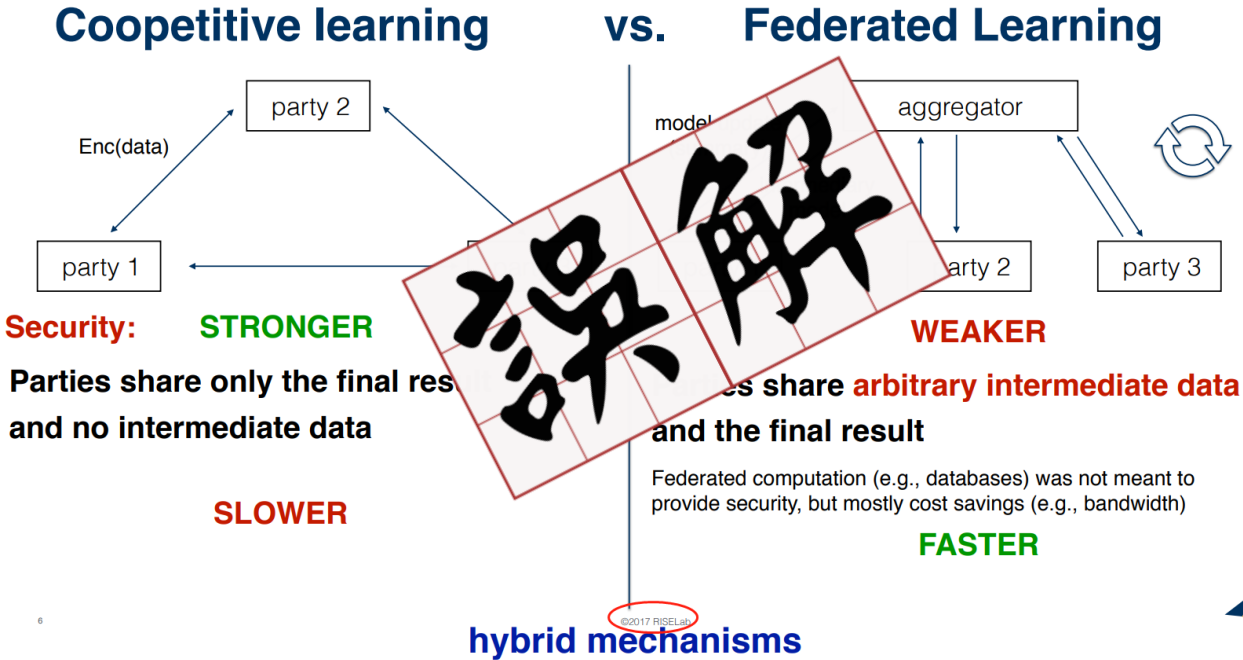 Coopetitive learning vs. Federated Learning
party 2
Enc(data)
party 1
model
aggregator
arty 2
party 3
誤解
Security: STRONGER
Parties share only the final res
and no intermediate data
SLOWER
WEAKER
es share arbitrary intermediate data
and the final result
Federated computation (e.g., databases) was not meant to
provide security, but mostly cost savings (e.g., bandwidth)
FASTER
6
©2017 RISELab
hybrid mechanisms